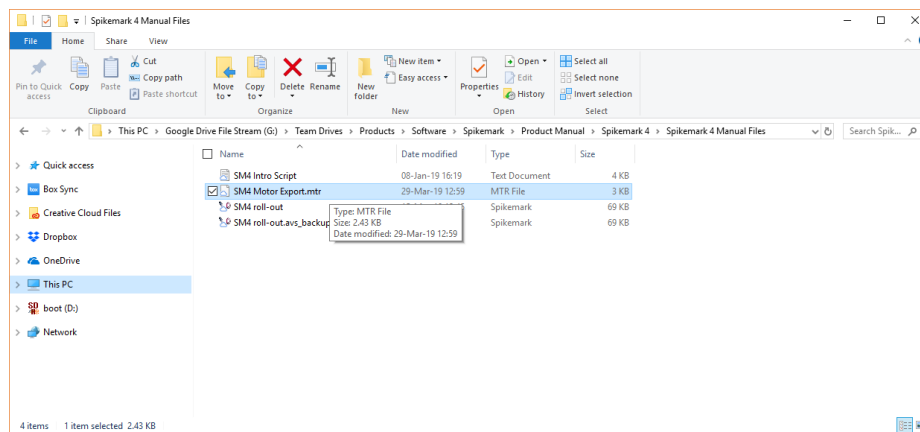 Spikemark 4 Manual Files
File Home Share View
Pin to Quick access
Copy
Paste
Cut
Copy path
Paste shortcut
Clipboard
Move to
Copy to
Delete
Rename
Organize
New folder
New item
Easy access
New
Properties
Open
Edit
History
Open
Select all
Select none
Invert selection
Select
This PC > Google Drive File Stream (G:) > Team Drives > Products > Software > Spikemark > Product Manual > Spikemark 4 > Spikemark 4 Manual Files
Search Spik...
Name Date modified Type Size
SM4 Intro Script 08-Jan-19 16:19 Text Document 4 KB
SM4 Motor Export.mtr 29-Mar-19 12:59 MTR File 3 KB
SM4 roll-out Spikemark 69 KB
SM4 roll-out.avs_backup Spikemark 69 KB
Type: MTR File
Size: 2.43 KB
Date modified: 29-Mar-19 12:59
Quick access
box Box Sync
Creative Cloud Files
Dropbox
OneDrive
This PC
SD boot (D:)
Network
4 items 1 item selected 2.43 KB